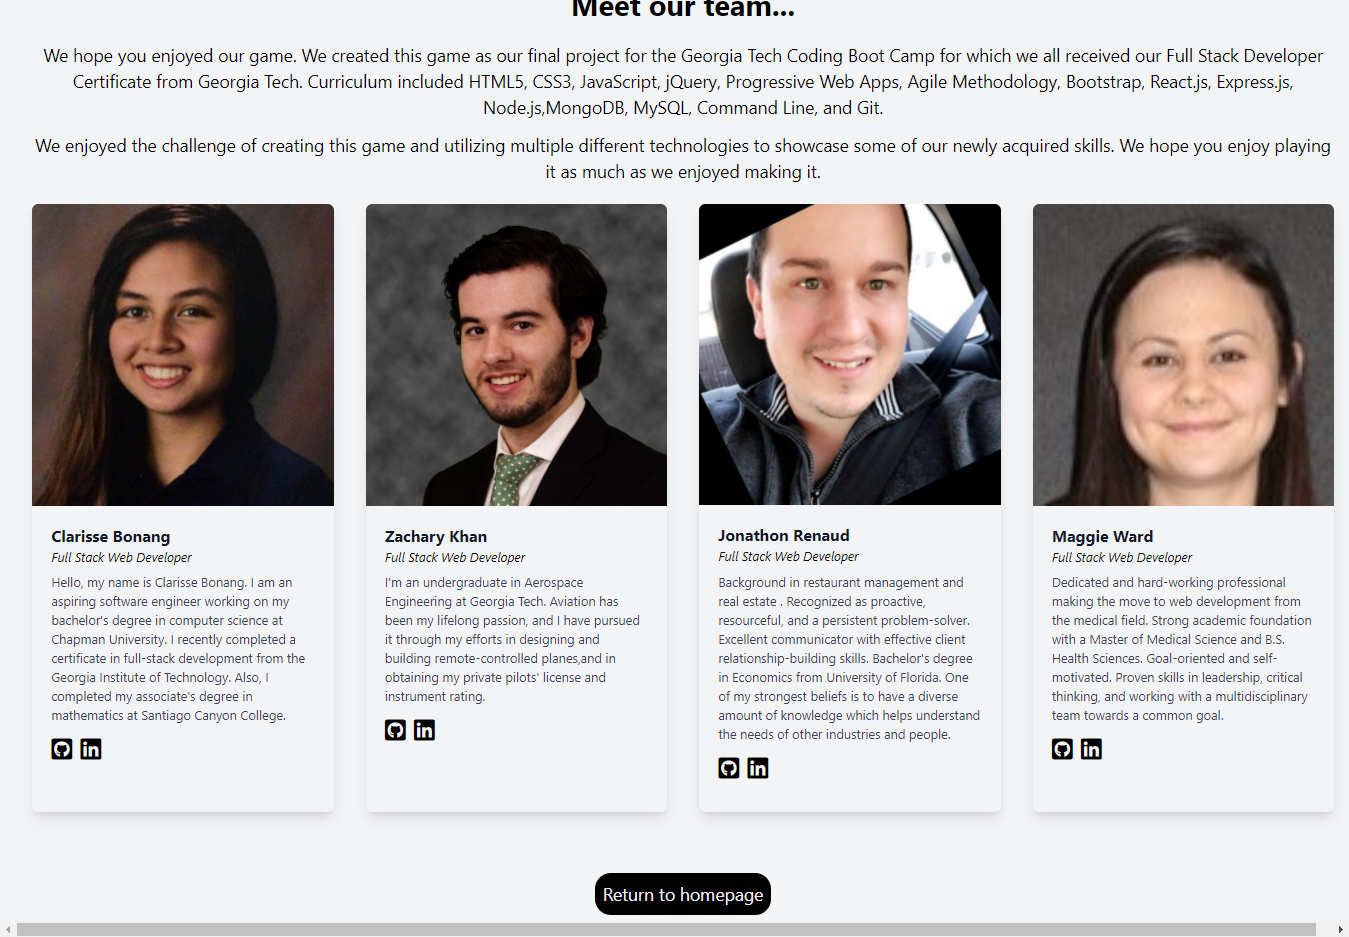 Meet our team...
We hope you enjoyed our game. We created this game as our final project for the Georgia Tech Coding Boot Camp for which we all received our Full Stack Developer
Certificate from Georgia Tech. Curriculum included HTML5, CSS3, JavaScript, jQuery, Progressive Web Apps, Agile Methodology, Bootstrap, React.js, Express.js,
Node.js,MongoDB, MySQL, Command Line, and Git.
We enjoyed the challenge of creating this game and utilizing multiple different technologies to showcase some of our newly acquired skills. We hope you enjoy playing
it as much as we enjoyed making it.
Clarisse Bonang
Full Stack Web Developer
Hello, my name is Clarisse Bonang. I am an
aspiring software engineer working on my
bachelor's degree in computer science at
Chapman University. I recently completed a
certificate in full-stack development from the
Georgia Institute of Technology. Also, I
completed my associate's degree in
mathematics at Santiago Canyon College.
in
Zachary Khan
Full Stack Web Developer
I'm an undergraduate in Aerospace
Engineering at Georgia Tech. Aviation has
been my lifelong passion, and I have pursued
it through my efforts in designing and
building remote-controlled planes,and in
obtaining my private pilots' license and
instrument rating.
in
Jonathon Renaud
Full Stack Web Developer
Background in restaurant management and
real estate . Recognized as proactive,
resourceful, and a persistent problem-solver.
Excellent communicator with effective client
relationship-building skills. Bachelor's degree
in Economics from University of Florida. One
of my strongest beliefs is to have a diverse
amount of knowledge which helps understand
the needs of other industries and people.
in
Maggie Ward
Full Stack Web Developer
Dedicated and hard-working professional
making the move to web development from
the medical field. Strong academic foundation
with a Master of Medical Science and B.S.
Health Sciences. Goal-oriented and self-
motivated. Proven skills in leadership, critical
thinking, and working with a multidisciplinary
team towards a common goal.
in
Return to homepage